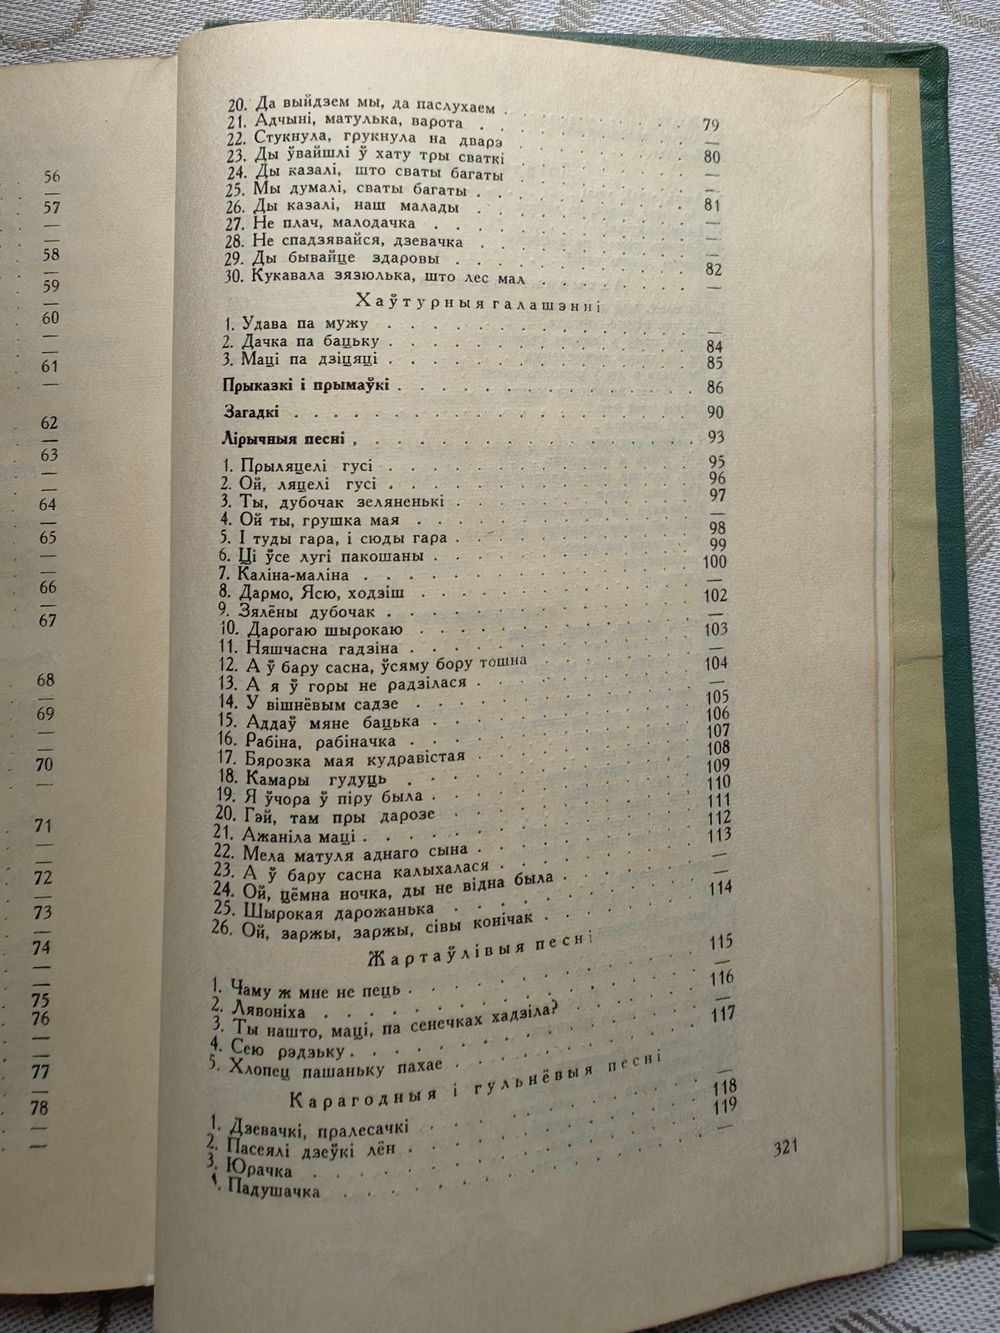 56
—
57
—
—
58
—
59
—
60
—
—
61
—
62
—
63
—
64
—
65
—
—
66
—
67
68
—
69
—
—
70
—
71
—
—
72
—
73
—
74
—
—
75
76
—
—
77
—
78
—
—
20. Да выйдзем мы, да паслухаем . . . 79
21. Адчыні, матулька, варота . . . —
22. Стукнула, грукнула на дварэ . . . 80
23. Ды ўвайшлі ў хату тры сваткі . . . —
24. Ды казалі, што сваты багаты . . . —
25. Мы думалі, сваты багаты . . . 81
26. Ды казалі, наш малады . . . —
27. Не плач, малодачка . . . —
28. Не спадзявайся, дзевачка . . . —
29. Ды бывайце здаровы . . . 82
30. Кукавала зязюлька, што лес мал . . . —
Хаўтурныя галашэнні
1. Удава па мужу . . . —
2. Дачка па бацьку . . . 84
3. Маці па дзіцяці . . . 85
Прыказкі і прымаўкі . . . 86
Загадкі . . . 90
Лірычныя песні . . . 93
1. Прыляцелі гусі . . . 95
2. Ой, ляцелі гусі . . . 96
3. Ты, дубочак зеляненькі . . . 97
4. Ой ты, грушка мая . . . —
5. І туды гара, і сюды гара . . . 98
6. Ці ўсе лугі пакошаны . . . 99
7. Каліна-маліна . . . 100
8. Дармо, Ясю, ходзіш . . . —
9. Зялёны дубочак . . . 102
10. Дарогаю шырокаю . . . —
11. Няшчасна гадзіна . . . 103
12. А ў бару сасна, ўсяму бору тошна . . . —
13. А я ў горы не радзілася . . . 104
14. У вішнёвым садзе . . . —
15. Аддаў мяне бацька . . . 105
16. Рабіна, рабіначка . . . 106
17. Бярозка мая кудравістая . . . 107
18. Камары гудуць . . . 108
19. Я ўчора ў піру была . . . 109
20. Гэй, там пры дарозе . . . 110
21. Ажаніла маці . . . 111
22. Мела матуля аднаго сына . . . 112
23. А ў бару сасна калыхалася . . . 113
24. Ой, цёмна ночка, ды не відна была . . . —
25. Шырокая дарожанька . . . —
26. Ой, заржы, заржы, сівы конічак . . . 114
Жартаўлівыя песні
1. Чаму ж мне не пець . . . 115
2. Лявоніха . . . —
3. Ты нашто, маці, па сенечках хадзіла? . . . 116
4. Сею рэдзьку . . . —
5. Хлопец пашаньку пахае . . . 117
Карагодныя і гульнёвыя песні
1. Дзевачкі, пралесачкі . . . —
2. Пасеялі дзеўкі лён . . . 118
3. Юрачка . . . 119
4. Падушачка . . . —
321